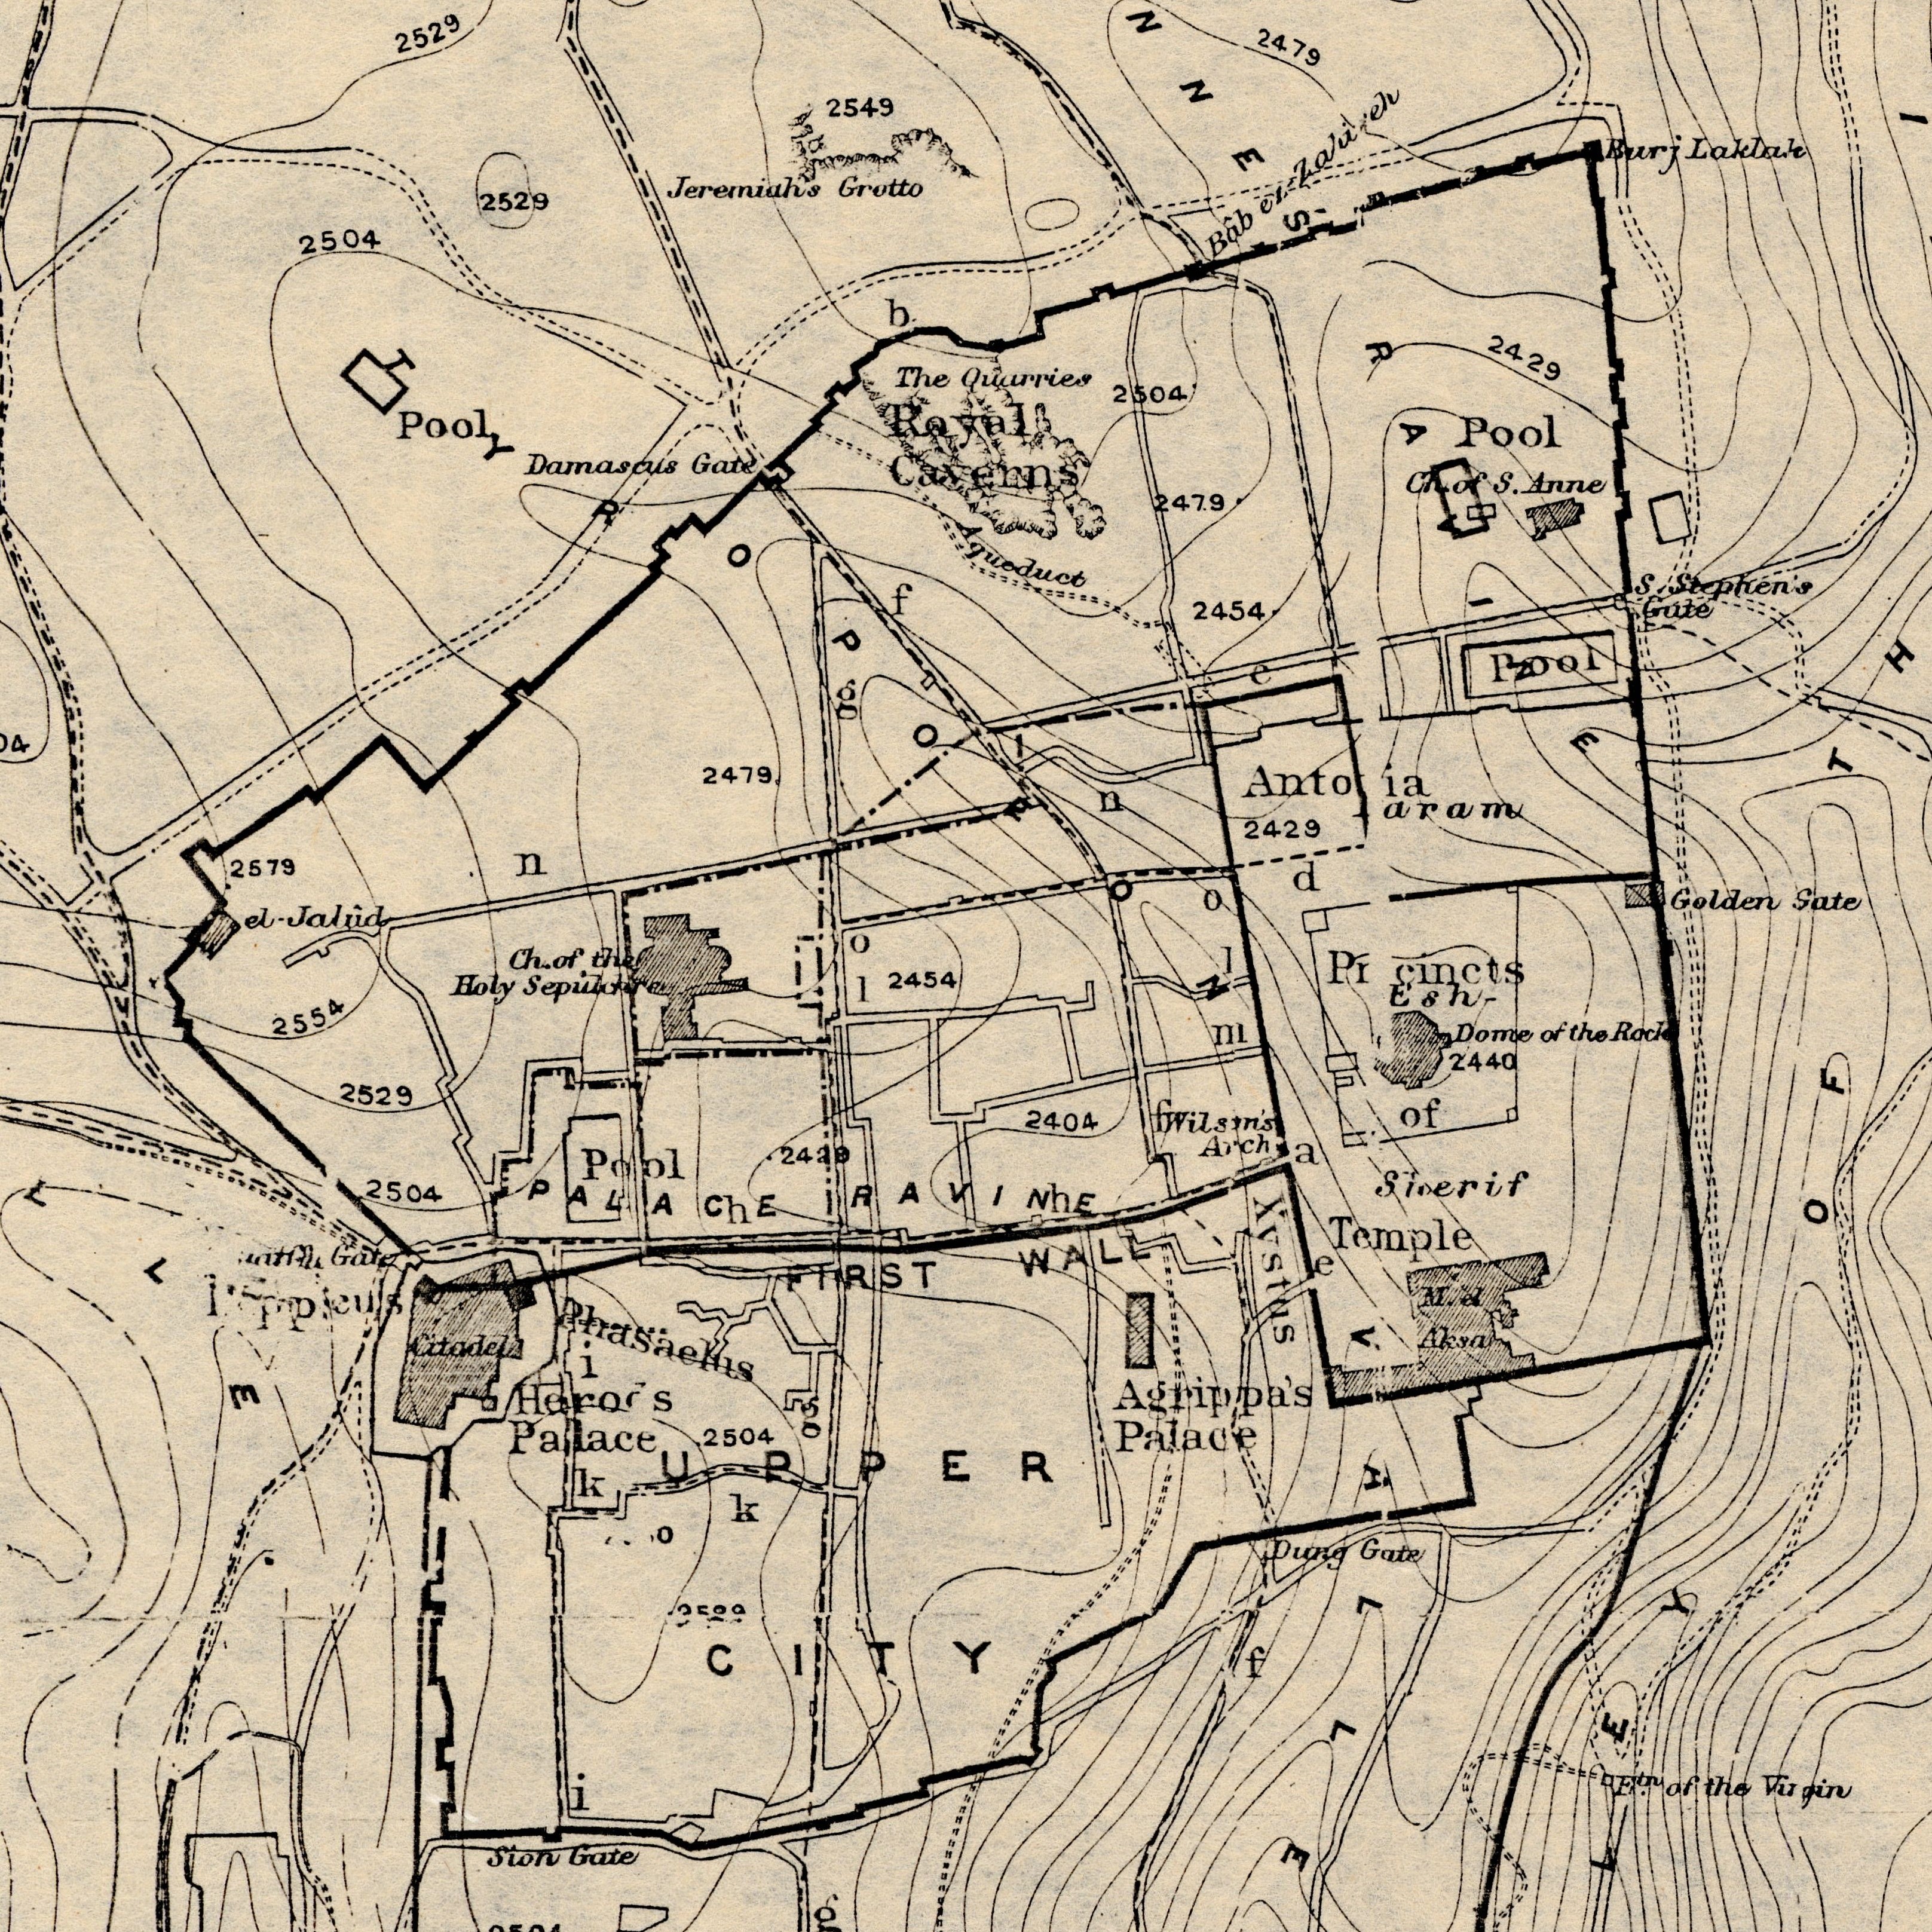 2529
2549
2479
Jeremiah's Grotto
2529
2504
Burj Laklak
Bâb ez-Zahireh
b
The Quarries
Royal
Caverns
2504
2429
Pool
Pool
Damascus Gate
Ch. of S. Anne
2479
Aqueduct
2454
S. Stephen's
Gate
Pool
f
g
c
2479
n
Antonia
Haram
2429
n
2579
el-Jalûd
d
o
Golden Gate
Ch. of the
Holy Sepulchre
o
l
2454
l
Precincts
Esh-
Dome of the Rock
2440
2554
m
2529
2404
Wilson's
Arch
of
a
Pool
2429
2504
PALACHE RAVINE
h
h
Sherif
FIRST WALL
Xystus
Temple
e
Gate
Hippicus
Phasaelus
Citadel
i
M. el
Aksa
Herod's
Palace
g
2504
Agrippa's
Palace
UPPER
k
k
Dung Gate
CITY
f
i
Ftn. of the Virgin
Sion Gate
g
TYROPOEON
VALLEY